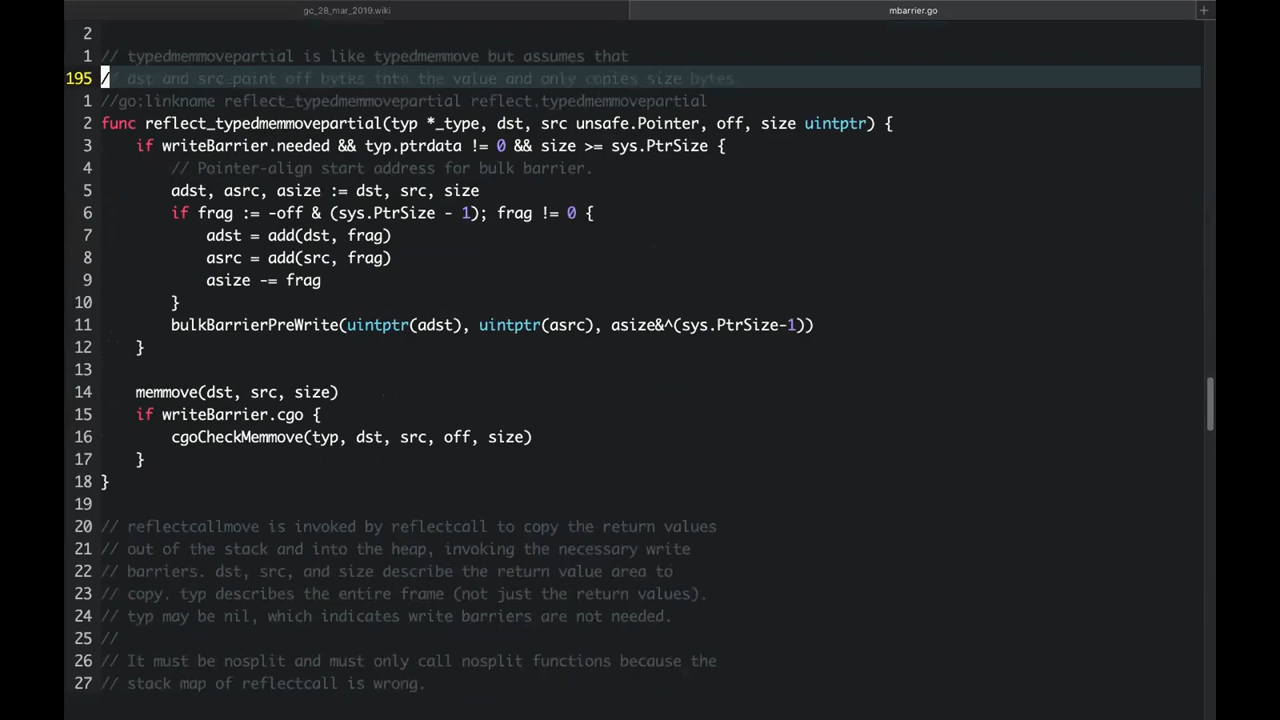 gc_28_mar_2019.wiki
mbarrier.go
+
2
1 // typedmemmovepartial is like typedmemmove but assumes that
195 // dst and src point off bytes into the value and only copies size bytes
1 //go:linkname reflect_typedmemmovepartial reflect.typedmemmovepartial
2 func reflect_typedmemmovepartial(typ *_type, dst, src unsafe.Pointer, off, size uintptr) {
3 if writeBarrier.needed && typ.ptrdata != 0 && size >= sys.PtrSize {
4 // Pointer-align start address for bulk barrier.
5 adst, asrc, asize := dst, src, size
6 if frag := -off & (sys.PtrSize - 1); frag != 0 {
7 adst = add(dst, frag)
8 asrc = add(src, frag)
9 asize -= frag
10 }
11 bulkBarrierPreWrite(uintptr(adst), uintptr(asrc), asize&^(sys.PtrSize-1))
12 }
13
14 memmove(dst, src, size)
15 if writeBarrier.cgo {
16 cgoCheckMemmove(typ, dst, src, off, size)
17 }
18 }
19
20 // reflectcallmove is invoked by reflectcall to copy the return values
21 // out of the stack and into the heap, invoking the necessary write
22 // barriers. dst, src, and size describe the return value area to
23 // copy. typ describes the entire frame (not just the return values).
24 // typ may be nil, which indicates write barriers are not needed.
25 //
26 // It must be nosplit and must only call nosplit functions because the
27 // stack map of reflectcall is wrong.